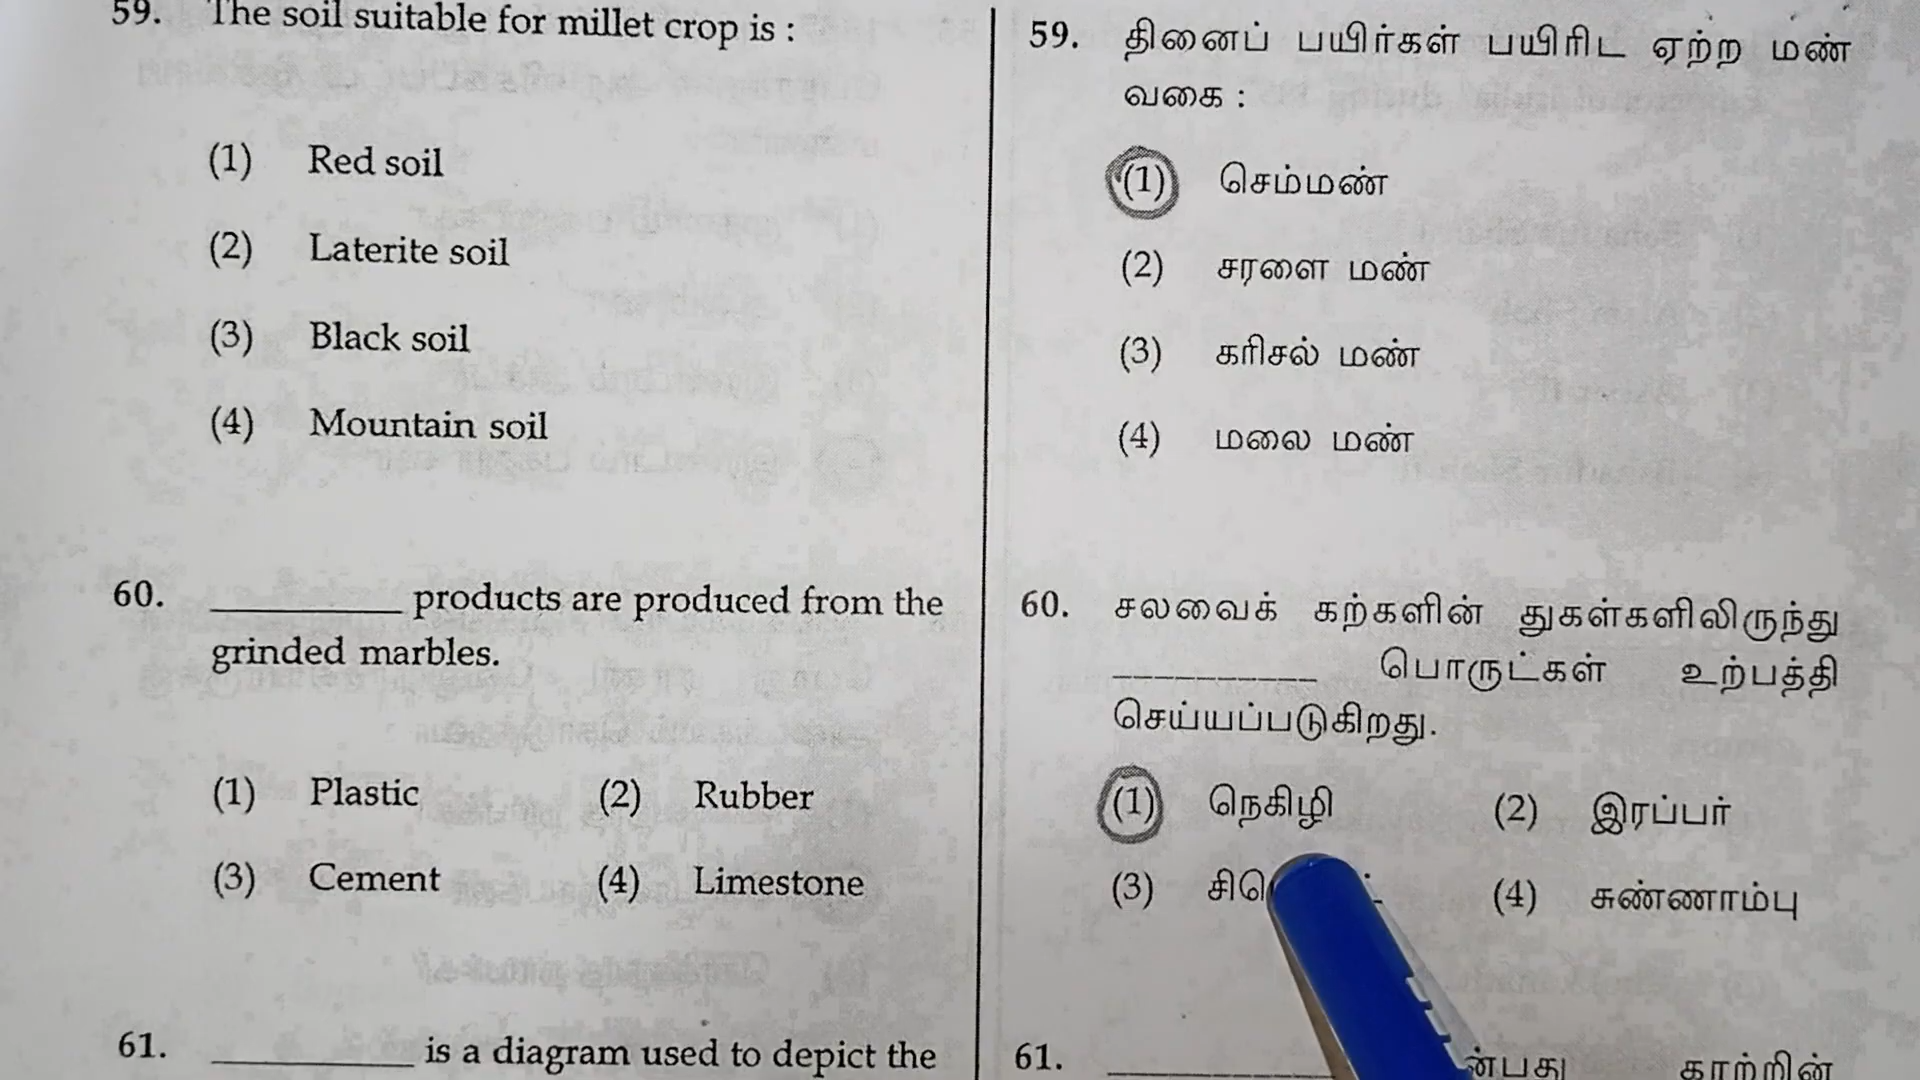 59. The soil suitable for millet crop is :
(1) Red soil
(2) Laterite soil
(3) Black soil
(4) Mountain soil
60. __________ products are produced from the
grinded marbles.
(1) Plastic (2) Rubber
(3) Cement (4) Limestone
61. __________ is a diagram used to depict the
59. தினைப் பயிர்கள் பயிரிட ஏற்ற மண்
வகை :
(1) செம்மண்
(2) சரளை மண்
(3) கரிசல் மண்
(4) மலை மண்
60. சலவைக் கற்களின் துகள்களிலிருந்து
__________ பொருட்கள் உற்பத்தி
செய்யப்படுகிறது.
(1) நெகிழி (2) இரப்பர்
(3) (4) சுண்ணாம்பு
61. __________ காற்றின்